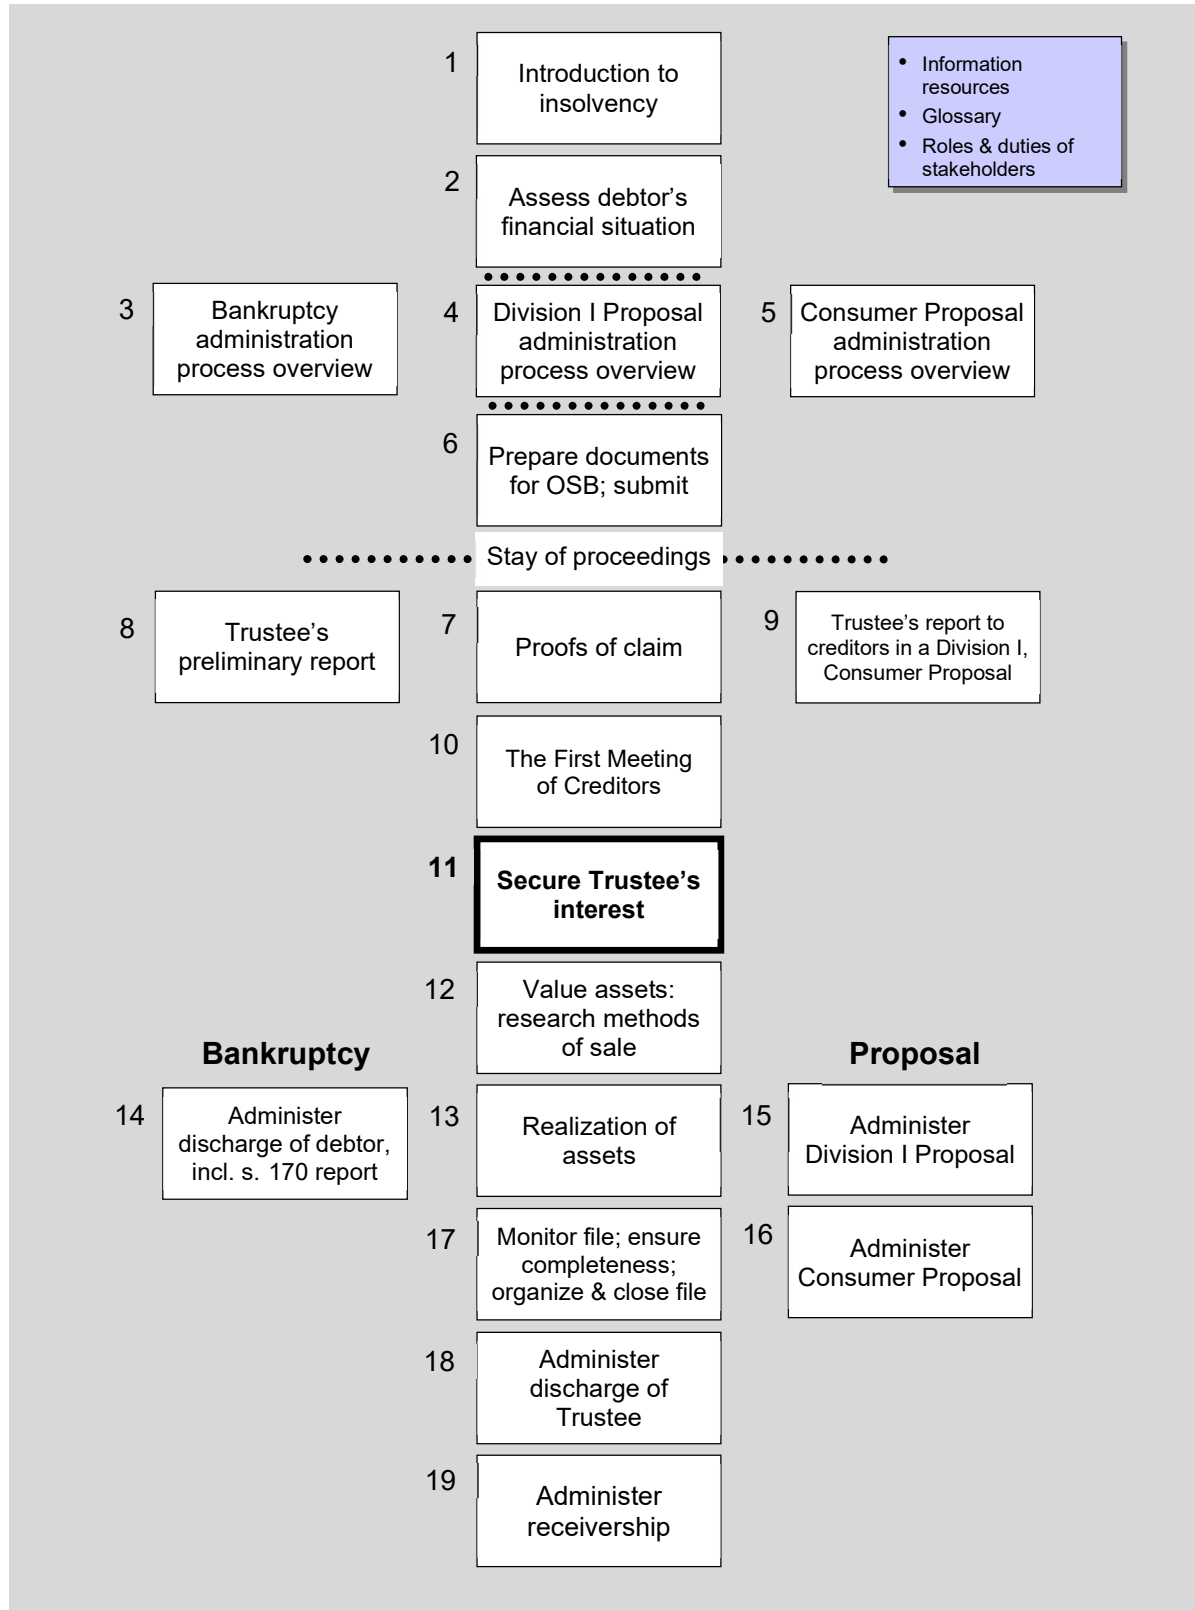 1
Introduction to
insolvency
• Information
resources
• Glossary
• Roles & duties of
stakeholders
2
Assess debtor’s
financial situation
3
Bankruptcy
administration
process overview
4
Division I Proposal
administration
process overview
5
Consumer Proposal
administration
process overview
6
Prepare documents
for OSB; submit
Stay of proceedings
8
Trustee’s
preliminary report
7
Proofs of claim
9
Trustee’s report to
creditors in a Division I,
Consumer Proposal
10
The First Meeting
of Creditors
11
Secure Trustee’s
interest
12
Value assets:
research methods
of sale
Bankruptcy
Proposal
14
Administer
discharge of debtor,
incl. s. 170 report
13
Realization of
assets
15
Administer
Division I Proposal
17
Monitor file; ensure
completeness;
organize & close file
16
Administer
Consumer Proposal
18
Administer
discharge of
Trustee
19
Administer
receivership